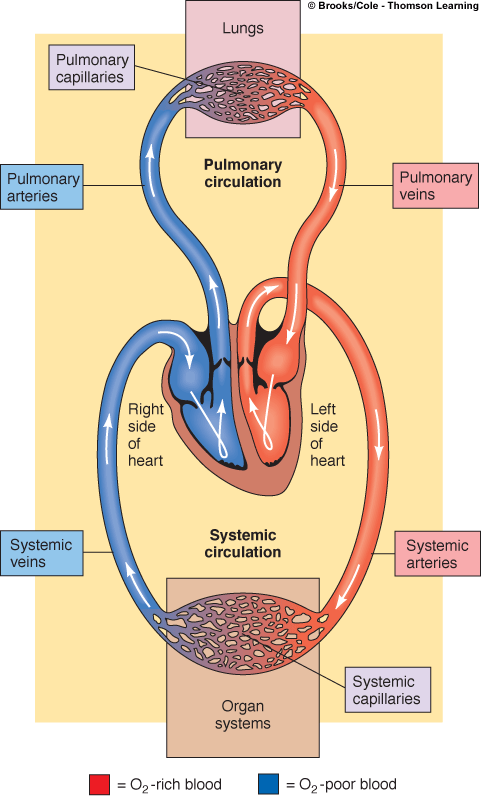 © Brooks/Cole - Thomson Learning
Lungs
Pulmonary
capillaries
Pulmonary
arteries
Pulmonary
circulation
Pulmonary
veins
Right
side
of
heart
Left
side
of
heart
Systemic
veins
Systemic
circulation
Systemic
arteries
Systemic
capillaries
Organ
systems
= O₂-rich blood
= O₂-poor blood